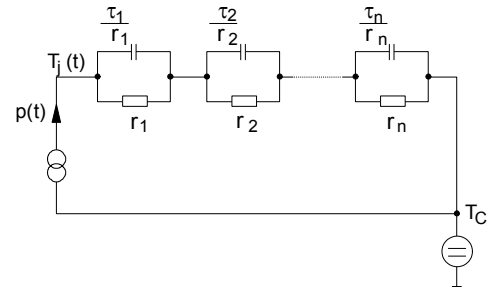 τ1/r1 τ2/r2 τn/rn
Tj(t)
p(t)
r1 r2 rn
TC